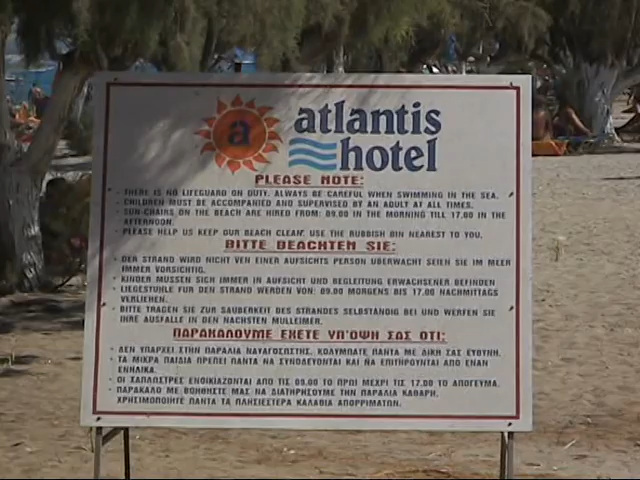 a
atlantis
hotel
PLEASE NOTE:
- THERE IS NO LIFEGUARD ON DUTY. ALWAYS BE CAREFUL WHEN SWIMMING IN THE SEA.
- CHILDREN MUST BE ACCOMPANIED AND SUPERVISED BY AN ADULT AT ALL TIMES.
- SUN-CHAIRS ON THE BEACH ARE HIRED FROM: 09.00 IN THE MORNING TILL 17.00 IN THE
AFTERNOON.
- PLEASE HELP US KEEP OUR BEACH CLEAN. USE THE RUBBISH BIN NEAREST TO YOU.
BITTE BEACHTEN SIE:
- DER STRAND WIRD NICHT VEN EINER AUFSICHTS PERSON UBERWACHT SEIEN SIE IM MEER
IMMER VORSICHTIG.
- KINDER MUSSEN SICH IMMER IN AUFSICHT UND BEGLEITUNG ERWACHSENER BEFINDEN
- LIEGESTUHLE FUR DEN STRAND WERDEN VON: 09.00 MORGENS BIS 17.00 NACHMITTAGS
VERLIEHEN.
- BITTE TRAGEN SIE ZUR SAUBERKEIT DES STRANDES SELBSTANDIG BEI UND WERFEN SIE
IHRE AUSFALLE IN DEN NACHSTEN MULLEIMER.
ΠΑΡΑΚΑΛΟΥΜΕ ΕΧΕΤΕ ΥΠ'ΟΨΗ ΣΑΣ ΟΤΙ:
- ΔΕΝ ΥΠΑΡΧΕΙ ΣΤΗΝ ΠΑΡΑΛΙΑ ΝΑΥΑΓΟΣΩΣΤΗΣ. ΚΟΛΥΜΠΑΤΕ ΠΑΝΤΑ ΜΕ ΔΙΚΗ ΣΑΣ ΕΥΘΥΝΗ.
- ΤΑ ΜΙΚΡΑ ΠΑΙΔΙΑ ΠΡΕΠΕΙ ΠΑΝΤΑ ΝΑ ΣΥΝΟΔΕΥΟΝΤΑΙ ΚΑΙ ΝΑ ΕΠΙΤΗΡΟΥΝΤΑΙ ΑΠΟ ΕΝΑΝ
ΕΝΗΛΙΚΑ.
- ΟΙ ΞΑΠΛΩΣΤΡΕΣ ΕΝΟΙΚΙΑΖΟΝΤΑΙ ΑΠΟ ΤΙΣ 09.00 ΤΟ ΠΡΩΙ ΜΕΧΡΙ ΤΙΣ 17.00 ΤΟ ΑΠΟΓΕΥΜΑ.
- ΠΑΡΑΚΑΛΩ ΜΕ ΒΟΗΘΗΣΤΕ ΜΑΣ ΝΑ ΔΙΑΤΗΡΗΣΟΥΜΕ ΤΗΝ ΠΑΡΑΛΙΑ ΚΑΘΑΡΗ.
ΧΡΗΣΙΜΟΠΟΙΗΤΕ ΠΑΝΤΑ ΤΑ ΠΛΗΣΙΕΣΤΕΡΑ ΚΑΛΑΘΙΑ ΑΠΟΡΡΙΜΑΤΩΝ.